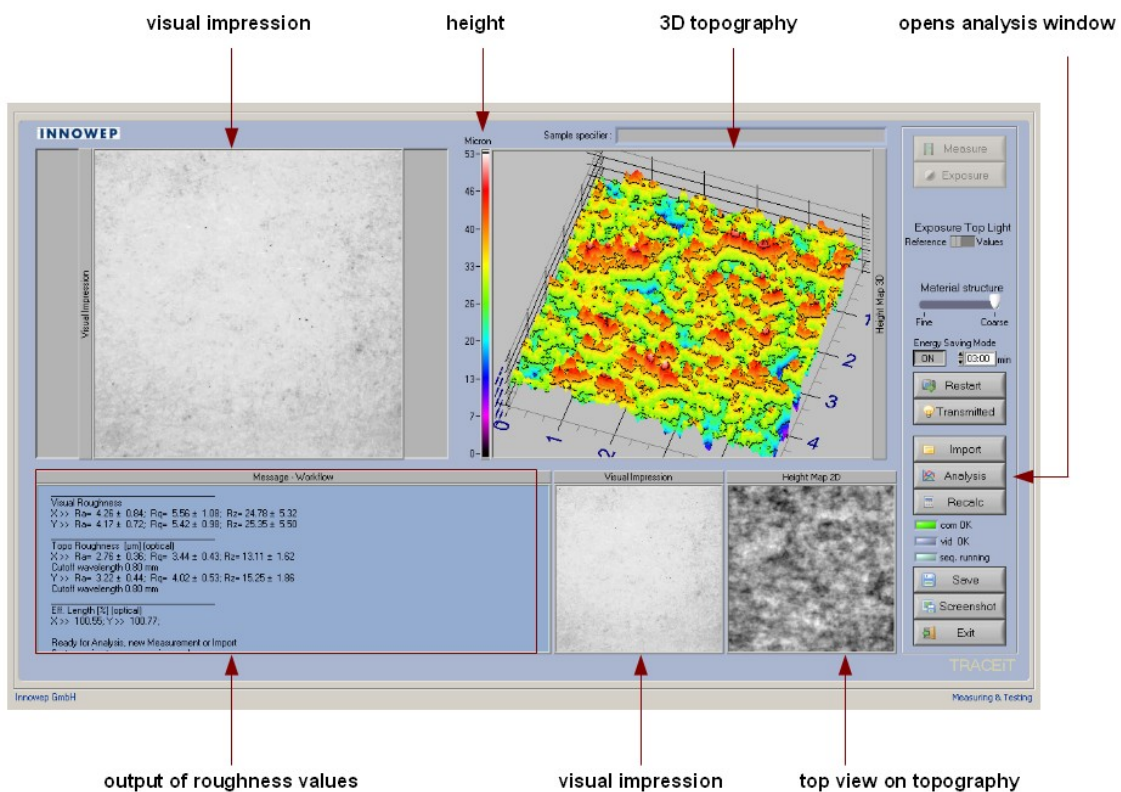 visual impression
height
3D topography
opens analysis window
INNOWEP
Sample specifier :
Micron
53
46
40
33
26
20
13
7
0
Visual Impression
Height Map 3D
0
1
2
1
2
3
4
Measure
Exposure
Exposure Top Light
Reference Values
Material structure
Fine Coarse
Energy Saving Mode
ON 03:00 min
Restart
Transmitted
Import
Analysis
Recalc
com OK
vid OK
seq. running
Save
Screenshot
Exit
TRACEiT
Message - Workflow
Visual Roughness
X >> Ra= 4.26 ± 0.84; Rq= 5.56 ± 1.08; Rz= 24.78 ± 5.32
Y >> Ra= 4.17 ± 0.72; Rq= 5.42 ± 0.98; Rz= 25.35 ± 5.50
Topo Roughness [µm] (optical)
X >> Ra= 2.76 ± 0.36; Rq= 3.44 ± 0.43; Rz= 13.11 ± 1.62
Cutoff wavelength 0.80 mm
Y >> Ra= 3.22 ± 0.44; Rq= 4.02 ± 0.53; Rz= 15.25 ± 1.86
Cutoff wavelength 0.80 mm
Eff. Length [%] (optical)
X >> 100.55; Y >> 100.77;
Ready for Analysis, new Measurement or Import
Visual Impression
Height Map 2D
Innowep GmbH
Measuring & Testing
output of roughness values
visual impression
top view on topography